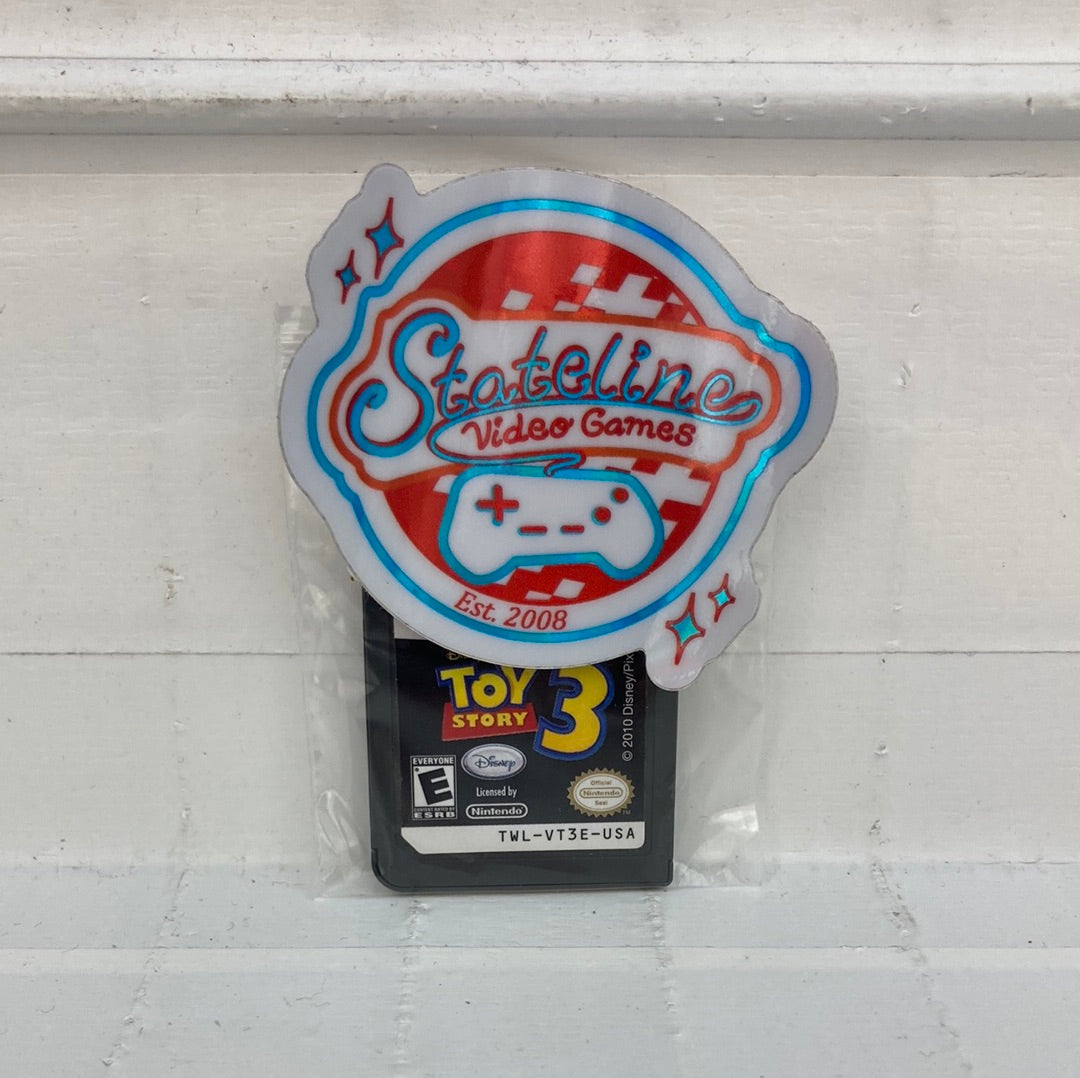 Stateline
Video Games
Est. 2008
TOY
STORY
3
© 2010 Disney/Pix
EVERYONE
E
CONTENT RATED BY
ESRB
Disney
Licensed by
Nintendo
Official
Nintendo
Seal
TM
TWL-VT3E-USA